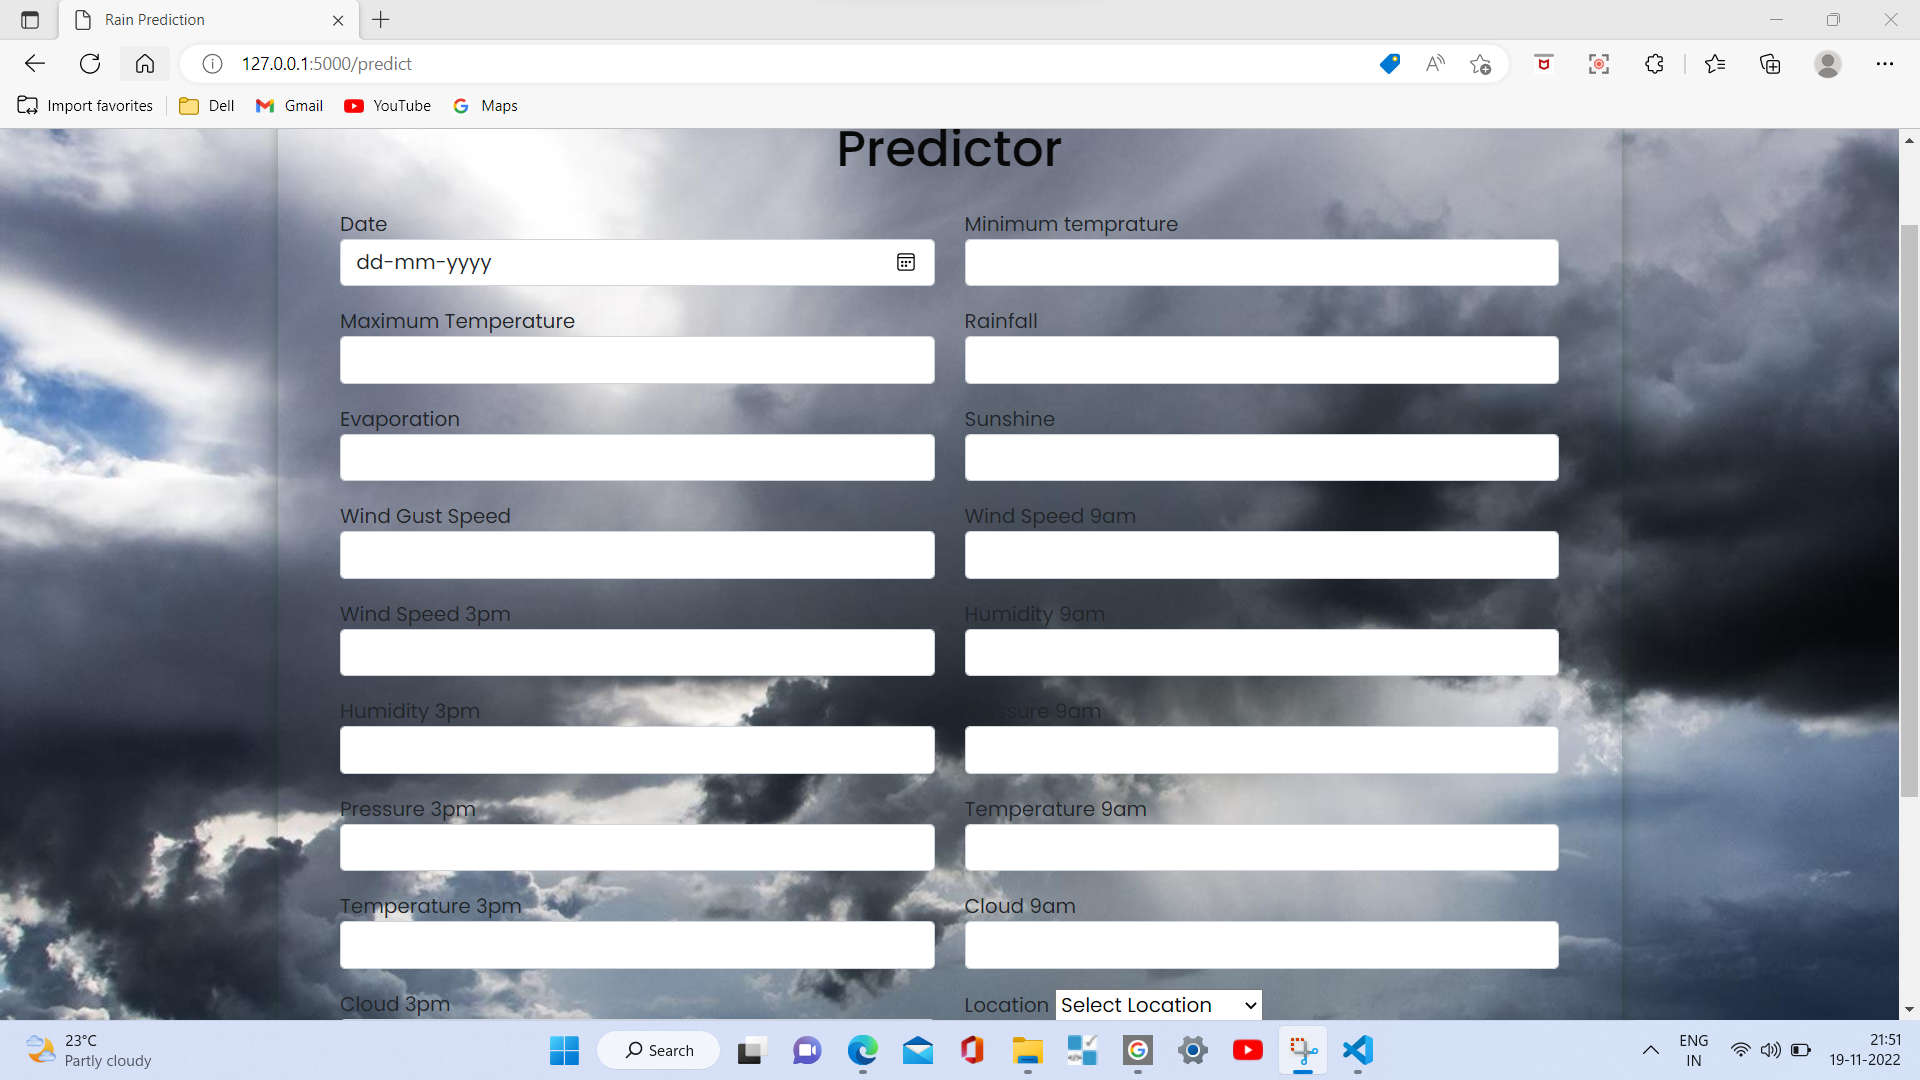 Rain Prediction
127.0.0.1:5000/predict
Import favorites Dell Gmail YouTube Maps
Predictor
Date Minimum temprature
dd-mm-yyyy
Maximum Temperature Rainfall
Evaporation Sunshine
Wind Gust Speed Wind Speed 9am
Wind Speed 3pm Humidity 9am
Humidity 3pm Pressure 9am
Pressure 3pm Temperature 9am
Temperature 3pm Cloud 9am
Cloud 3pm Location Select Location
23°C
Partly cloudy
Search
ENG
IN
21:51
19-11-2022